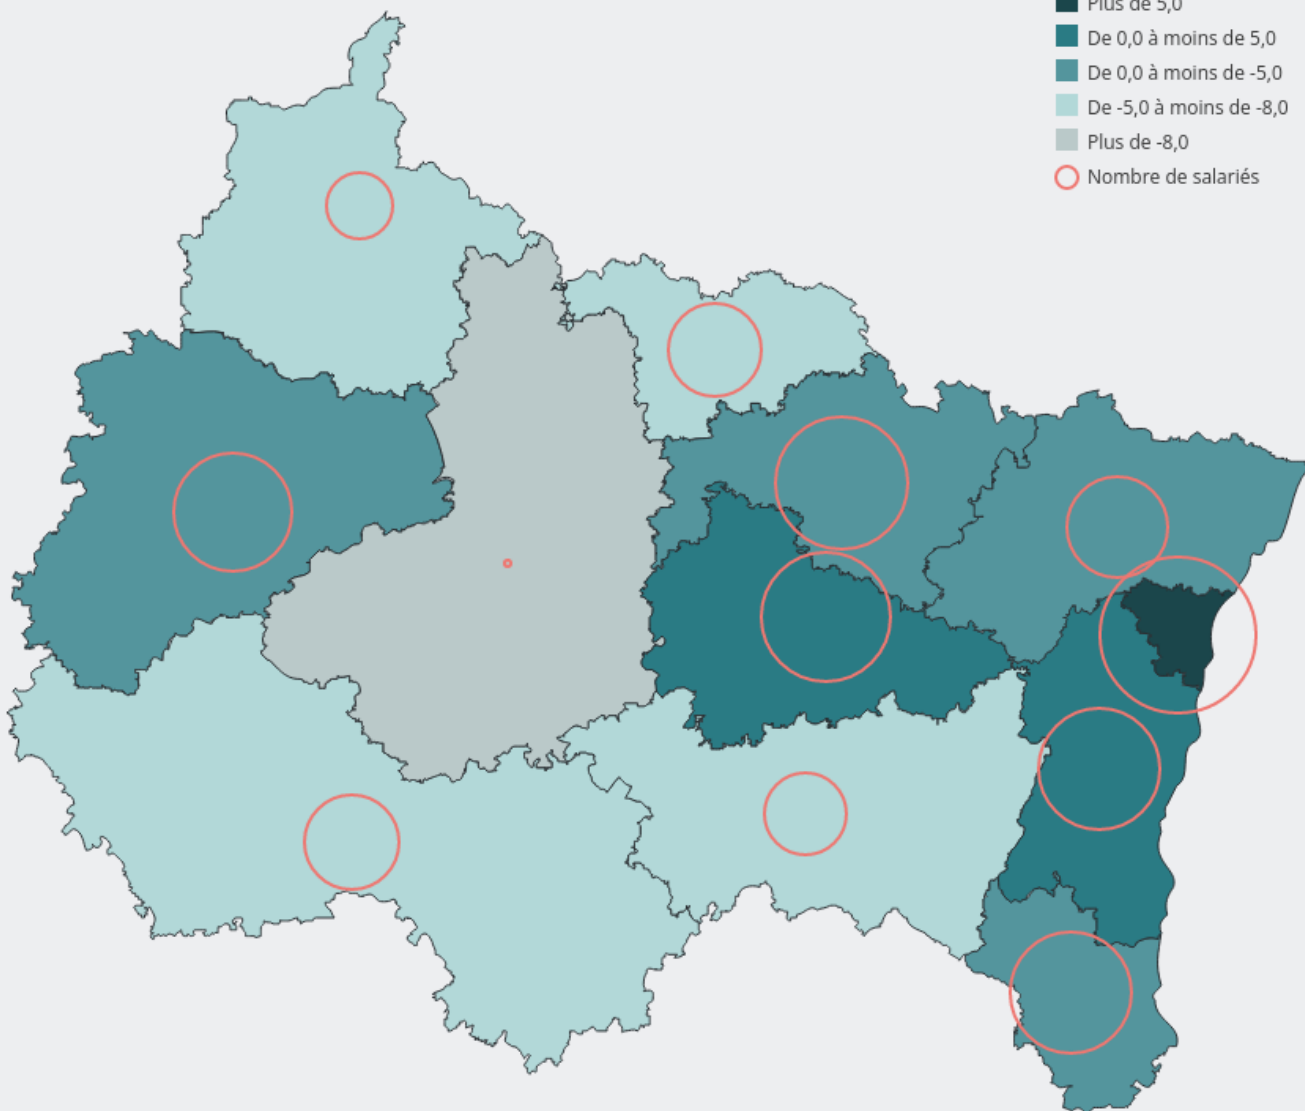 Plus de 5,0
De 0,0 à moins de 5,0
De 0,0 à moins de -5,0
De -5,0 à moins de -8,0
Plus de -8,0
Nombre de salariés